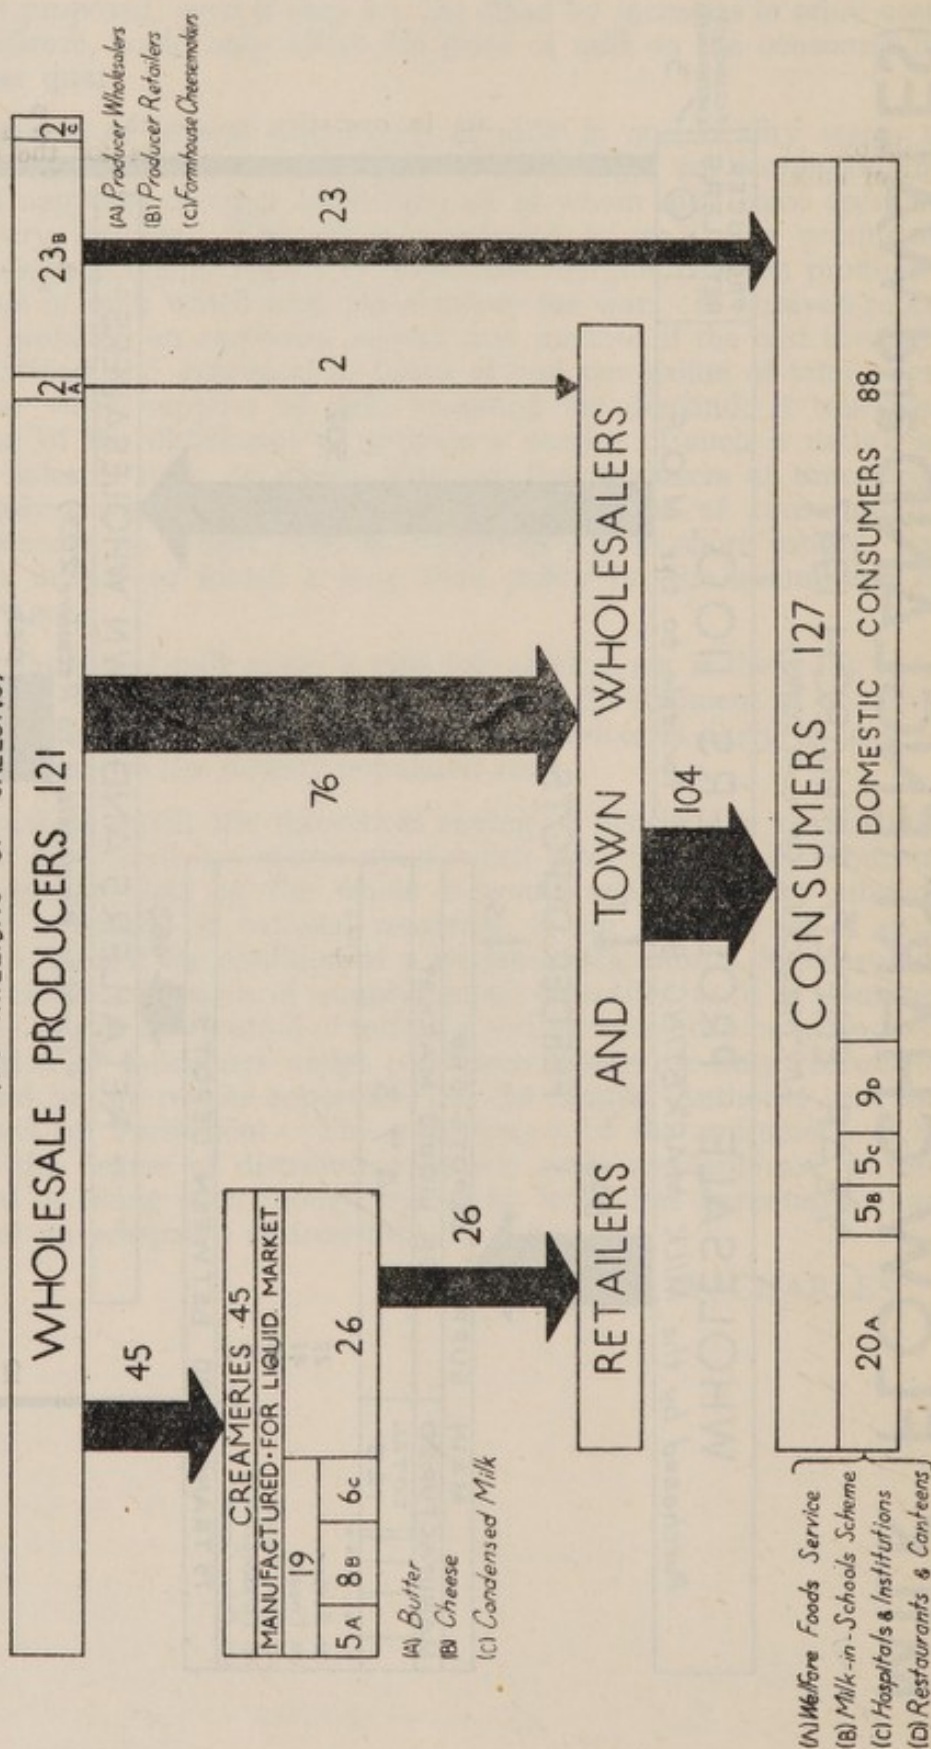 WHOLESALE PRODUCERS 121
2A
23B
2C
(A) Producer Wholesalers
(B) Producer Retailers
(C) Farmhouse Cheesemakers
45
76
2
23
CREAMERIES 45
MANUFACTURED · FOR LIQUID MARKET
19
26
5A 8B 6C
(A) Butter
(B) Cheese
(C) Condensed Milk
26
RETAILERS AND TOWN WHOLESALERS
104
CONSUMERS 127
20A 5B 5C 9D DOMESTIC CONSUMERS 88
(A) Welfare Foods Service
(B) Milk-in-Schools Scheme
(C) Hospitals & Institutions
(D) Restaurants & Canteens